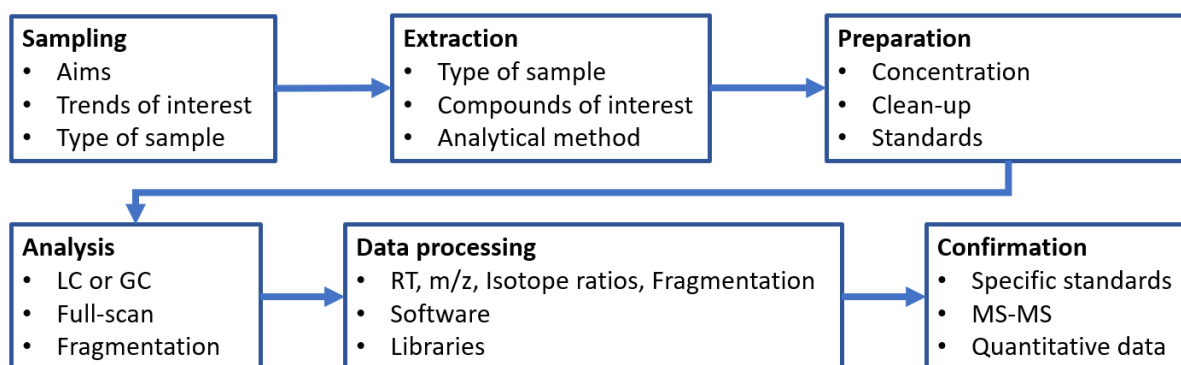 Sampling
• Aims
• Trends of interest
• Type of sample
Extraction
• Type of sample
• Compounds of interest
• Analytical method
Preparation
• Concentration
• Clean-up
• Standards
Analysis
• LC or GC
• Full-scan
• Fragmentation
Data processing
• RT, m/z, Isotope ratios, Fragmentation
• Software
• Libraries
Confirmation
• Specific standards
• MS-MS
• Quantitative data